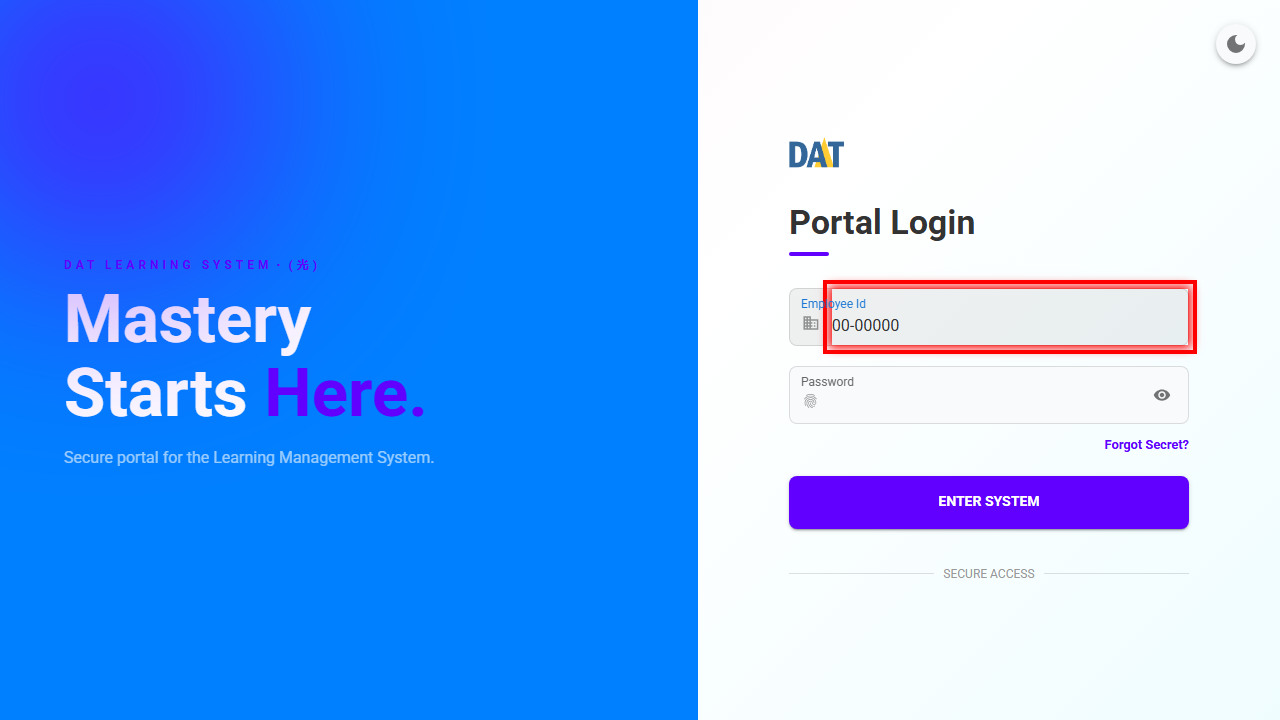 DAT LEARNING SYSTEM · (光)
Mastery
Starts Here.
Secure portal for the Learning Management System.
DAT
Portal Login
Employee Id
00-00000
Password
Forgot Secret?
ENTER SYSTEM
SECURE ACCESS